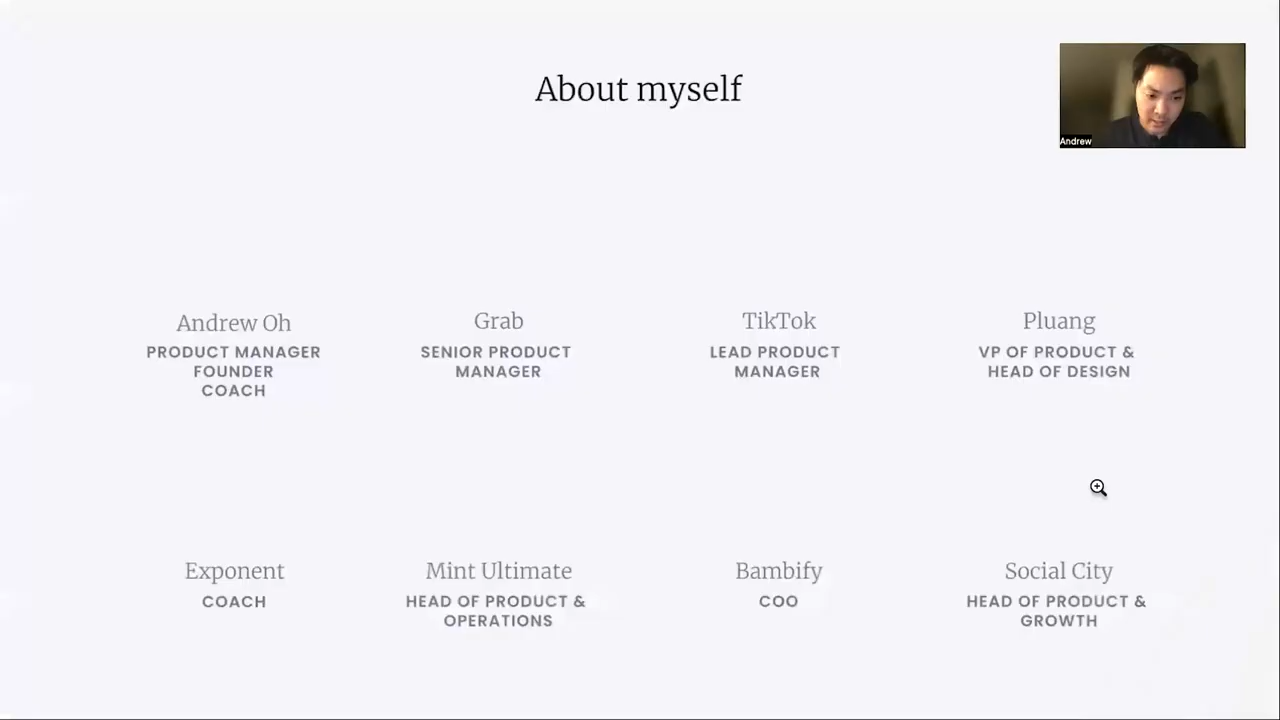 About myself
Andrew
Andrew Oh
PRODUCT MANAGER
FOUNDER
COACH
Grab
SENIOR PRODUCT
MANAGER
TikTok
LEAD PRODUCT
MANAGER
Pluang
VP OF PRODUCT &
HEAD OF DESIGN
Exponent
COACH
Mint Ultimate
HEAD OF PRODUCT &
OPERATIONS
Bambify
COO
Social City
HEAD OF PRODUCT &
GROWTH